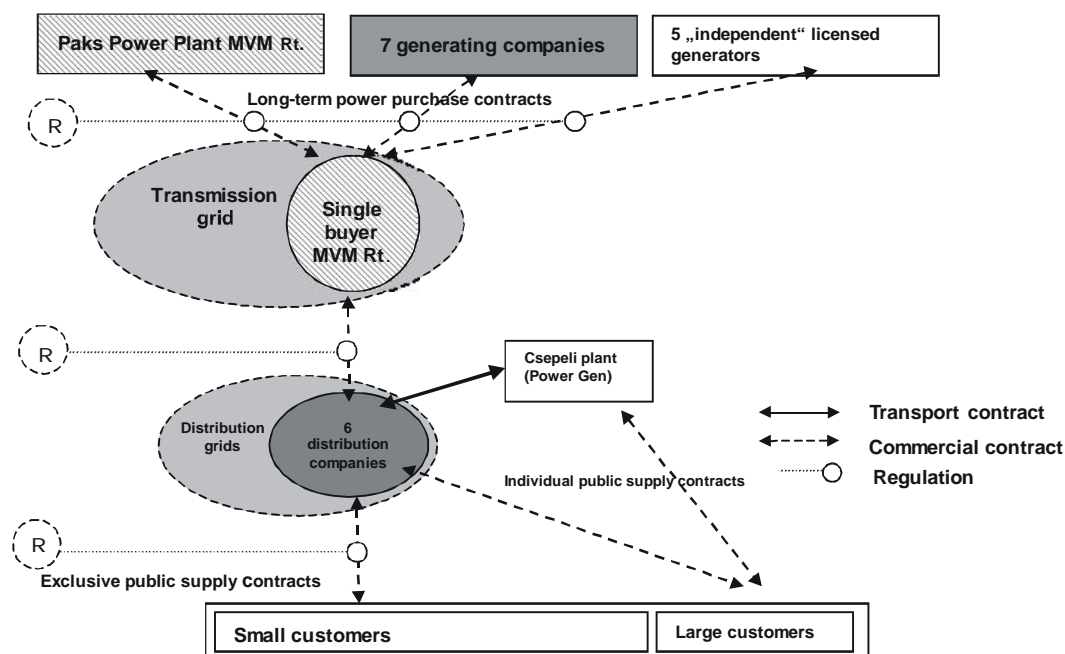 Paks Power Plant MVM Rt.
7 generating companies
5 „independent“ licensed
generators
Long-term power purchase contracts
R
Transmission
grid
Single
buyer
MVM Rt.
R
Csepeli plant
(Power Gen)
Distribution
grids
6
distribution
companies
Transport contract
Commercial contract
Regulation
Individual public supply contracts
R
Exclusive public supply contracts
Small customers
Large customers